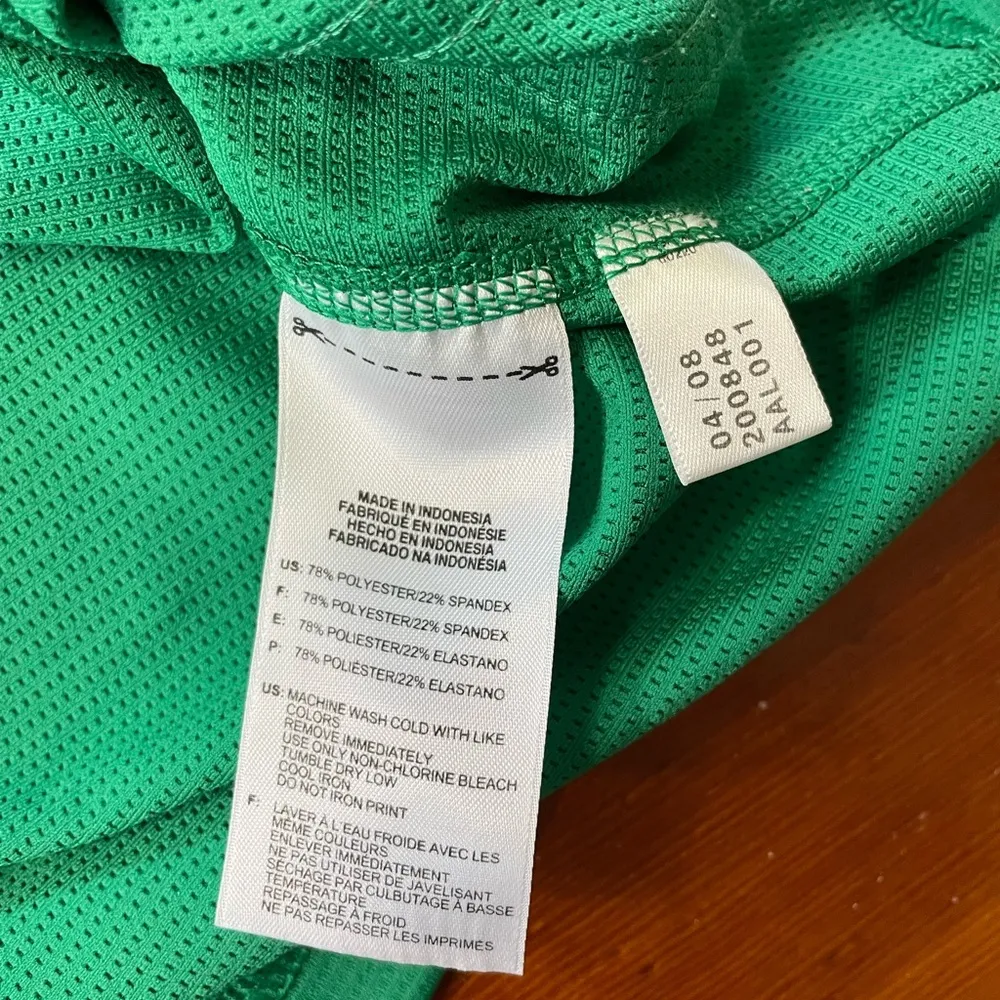 MADE IN INDONESIA
FABRIQUÉ EN INDONÉSIE
HECHO EN INDONESIA
FABRICADO NA INDONÉSIA
US: 78% POLYESTER/22% SPANDEX
F: 78% POLYESTER/22% SPANDEX
E: 78% POLIESTER/22% ELASTANO
P: 78% POLIÉSTER/22% ELASTANO
US: MACHINE WASH COLD WITH LIKE
COLORS
REMOVE IMMEDIATELY
USE ONLY NON-CHLORINE BLEACH
TUMBLE DRY LOW
COOL IRON
DO NOT IRON PRINT
F: LAVER À L'EAU FROIDE AVEC LES
MÊME COULEURS
ENLEVER IMMÉDIATEMENT
NE PAS UTILISER DE JAVELISANT
SÉCHAGE PAR CULBUTAGE À BASSE
TEMPÉRATURE
REPASSAGE À FROID
NE PAS REPASSER LES IMPRIMÉS
04/08
200848
AAL001